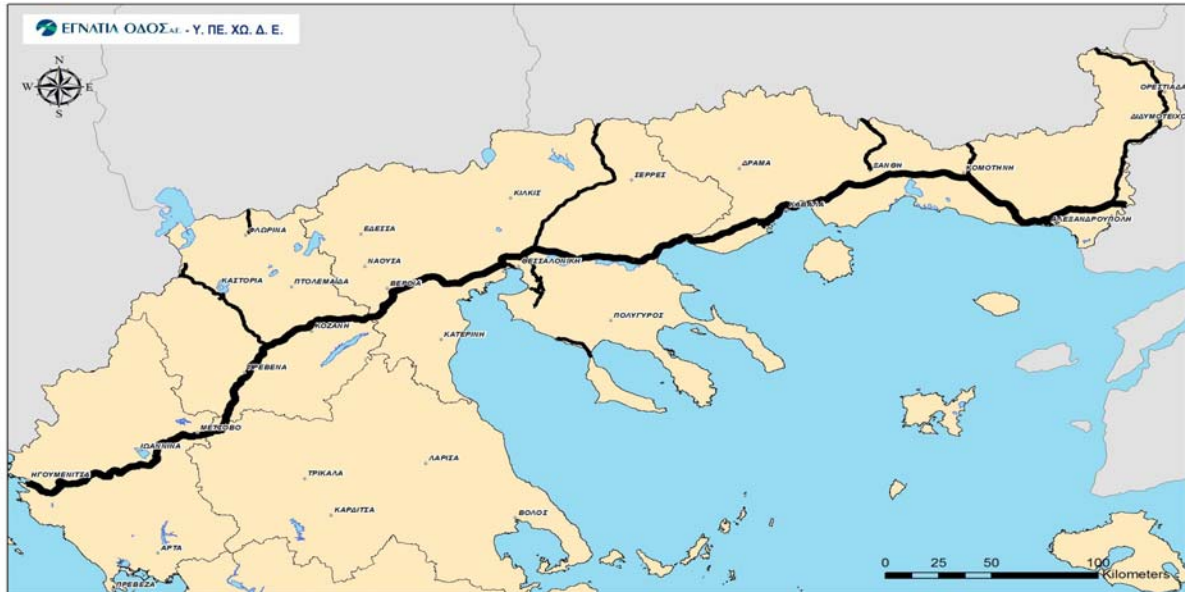 ΕΓΝΑΤΙΑ ΟΔΟΣ Α.Ε. - Υ. ΠΕ. ΧΩ. Δ. Ε.
N
W E
S
ΟΡΕΣΤΙΑΔΑ
ΔΙΔΥΜΟΤΕΙΧΟ
ΔΡΑΜΑ
ΞΑΝΘΗ
ΚΟΜΟΤΗΝΗ
ΣΕΡΡΕΣ
ΚΙΛΚΙΣ
ΚΑΒΑΛΑ
ΑΛΕΞΑΝΔΡΟΥΠΟΛΗ
ΦΛΩΡΙΝΑ
ΕΔΕΣΣΑ
ΝΑΟΥΣΑ
ΘΕΣΣΑΛΟΝΙΚΗ
ΚΑΣΤΟΡΙΑ
ΠΤΟΛΕΜΑΪΔΑ
ΒΕΡΟΙΑ
ΠΟΛΥΓΥΡΟΣ
ΚΟΖΑΝΗ
ΚΑΤΕΡΙΝΗ
ΓΡΕΒΕΝΑ
ΜΕΤΣΟΒΟ
ΙΩΑΝΝΙΝΑ
ΗΓΟΥΜΕΝΙΤΣΑ
ΛΑΡΙΣΑ
ΤΡΙΚΑΛΑ
ΚΑΡΔΙΤΣΑ
ΒΟΛΟΣ
ΑΡΤΑ
ΠΡΕΒΕΖΑ
0 25 50 100
Kilometers